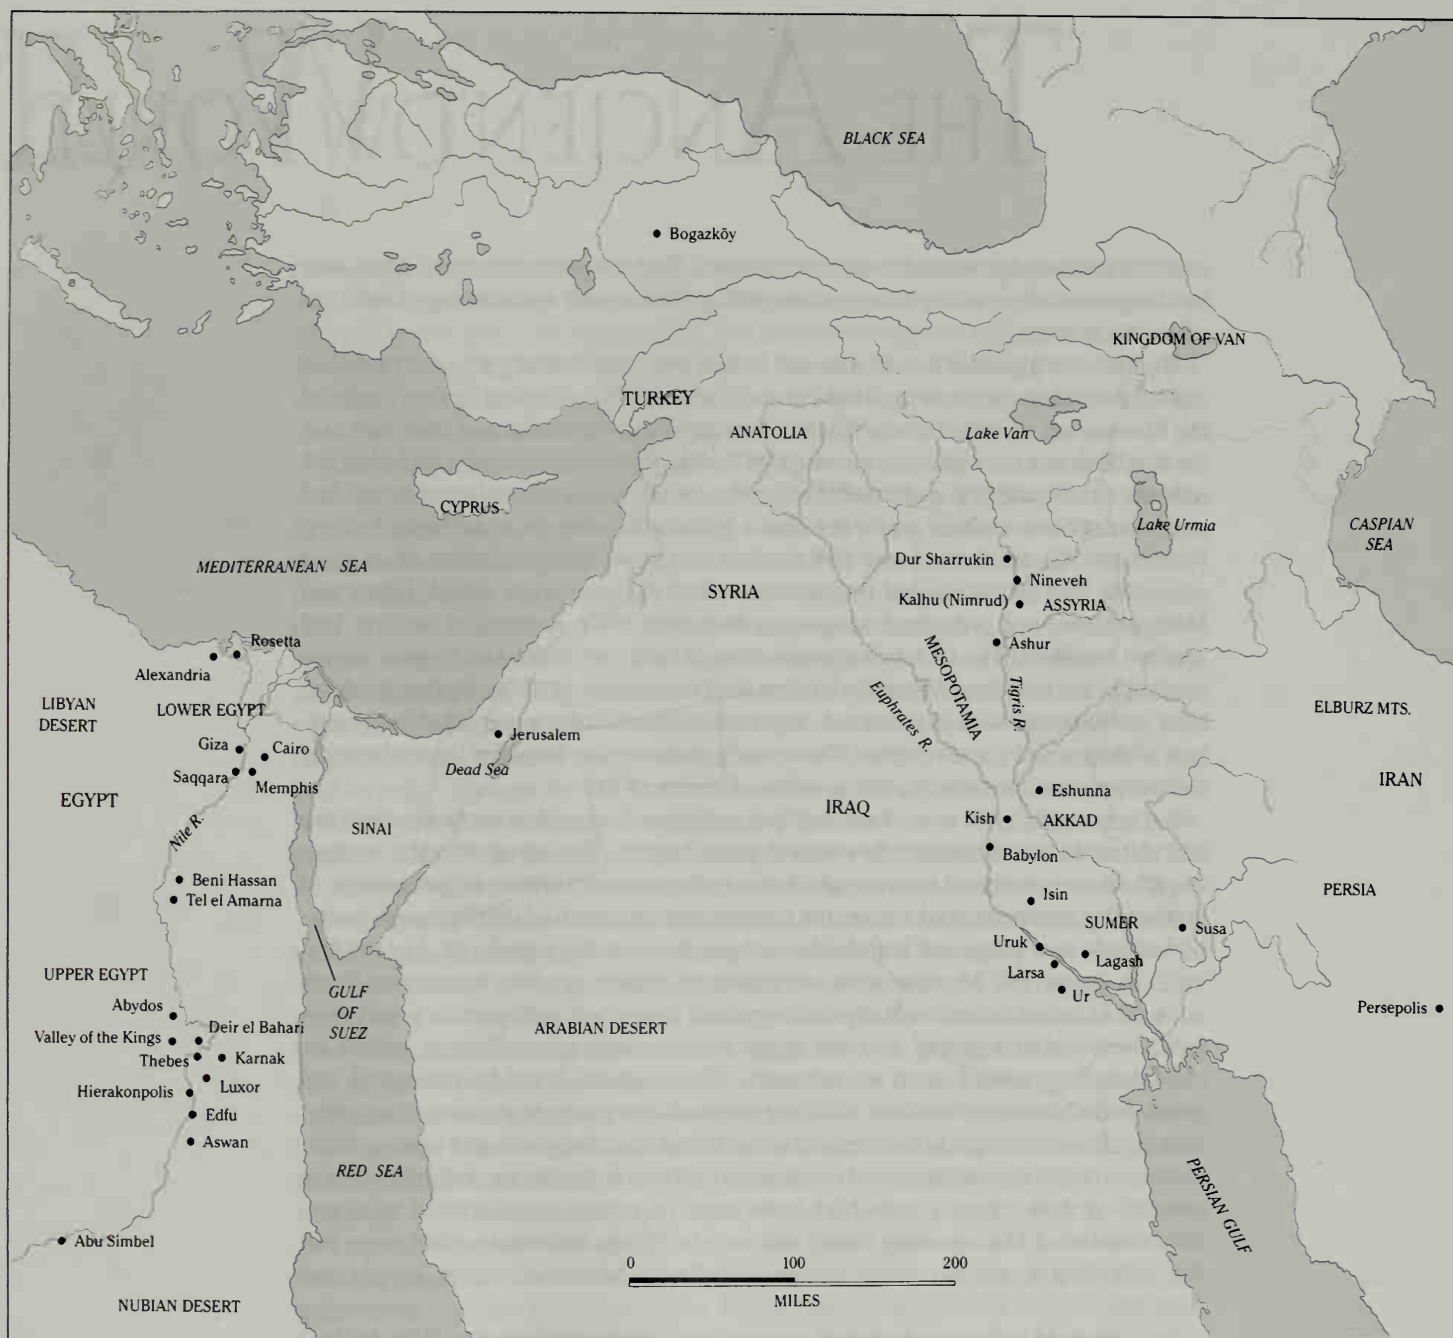 BLACK SEA
Bogazköy
KINGDOM OF VAN
TURKEY
ANATOLIA
Lake Van
CYPRUS
Lake Urmia
CASPIAN
SEA
MEDITERRANEAN SEA
Dur Sharrukin
Nineveh
SYRIA
Kalhu (Nimrud)
ASSYRIA
Rosetta
Ashur
Alexandria
MESOPOTAMIA
LIBYAN
DESERT
LOWER EGYPT
Euphrates R.
Tigris R.
ELBURZ MTS.
Giza
Cairo
Jerusalem
Saqqara
Memphis
Dead Sea
EGYPT
IRAQ
Eshunna
IRAN
Nile R.
SINAI
Kish
AKKAD
Babylon
Beni Hassan
Tel el Amarna
Isin
PERSIA
SUMER
Susa
Uruk
Lagash
Larsa
UPPER EGYPT
GULF
OF
SUEZ
Ur
Abydos
Persepolis
Deir el Bahari
Valley of the Kings
ARABIAN DESERT
Thebes
Karnak
Luxor
Hierakonpolis
Edfu
Aswan
RED SEA
PERSIAN GULF
Abu Simbel
0 100 200
MILES
NUBIAN DESERT